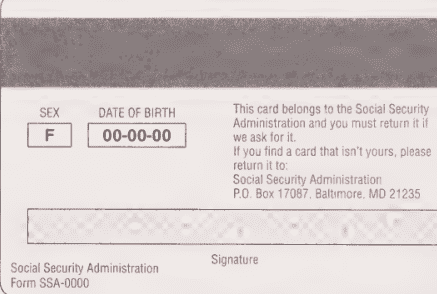 SEX DATE OF BIRTH
F 00-00-00
This card belongs to the Social Security
Administration and you must return it if
we ask for it.
If you find a card that isn't yours, please
return it to:
Social Security Administration
P.O. Box 17087, Baltimore, MD 21235
Signature
Social Security Administration
Form SSA-0000